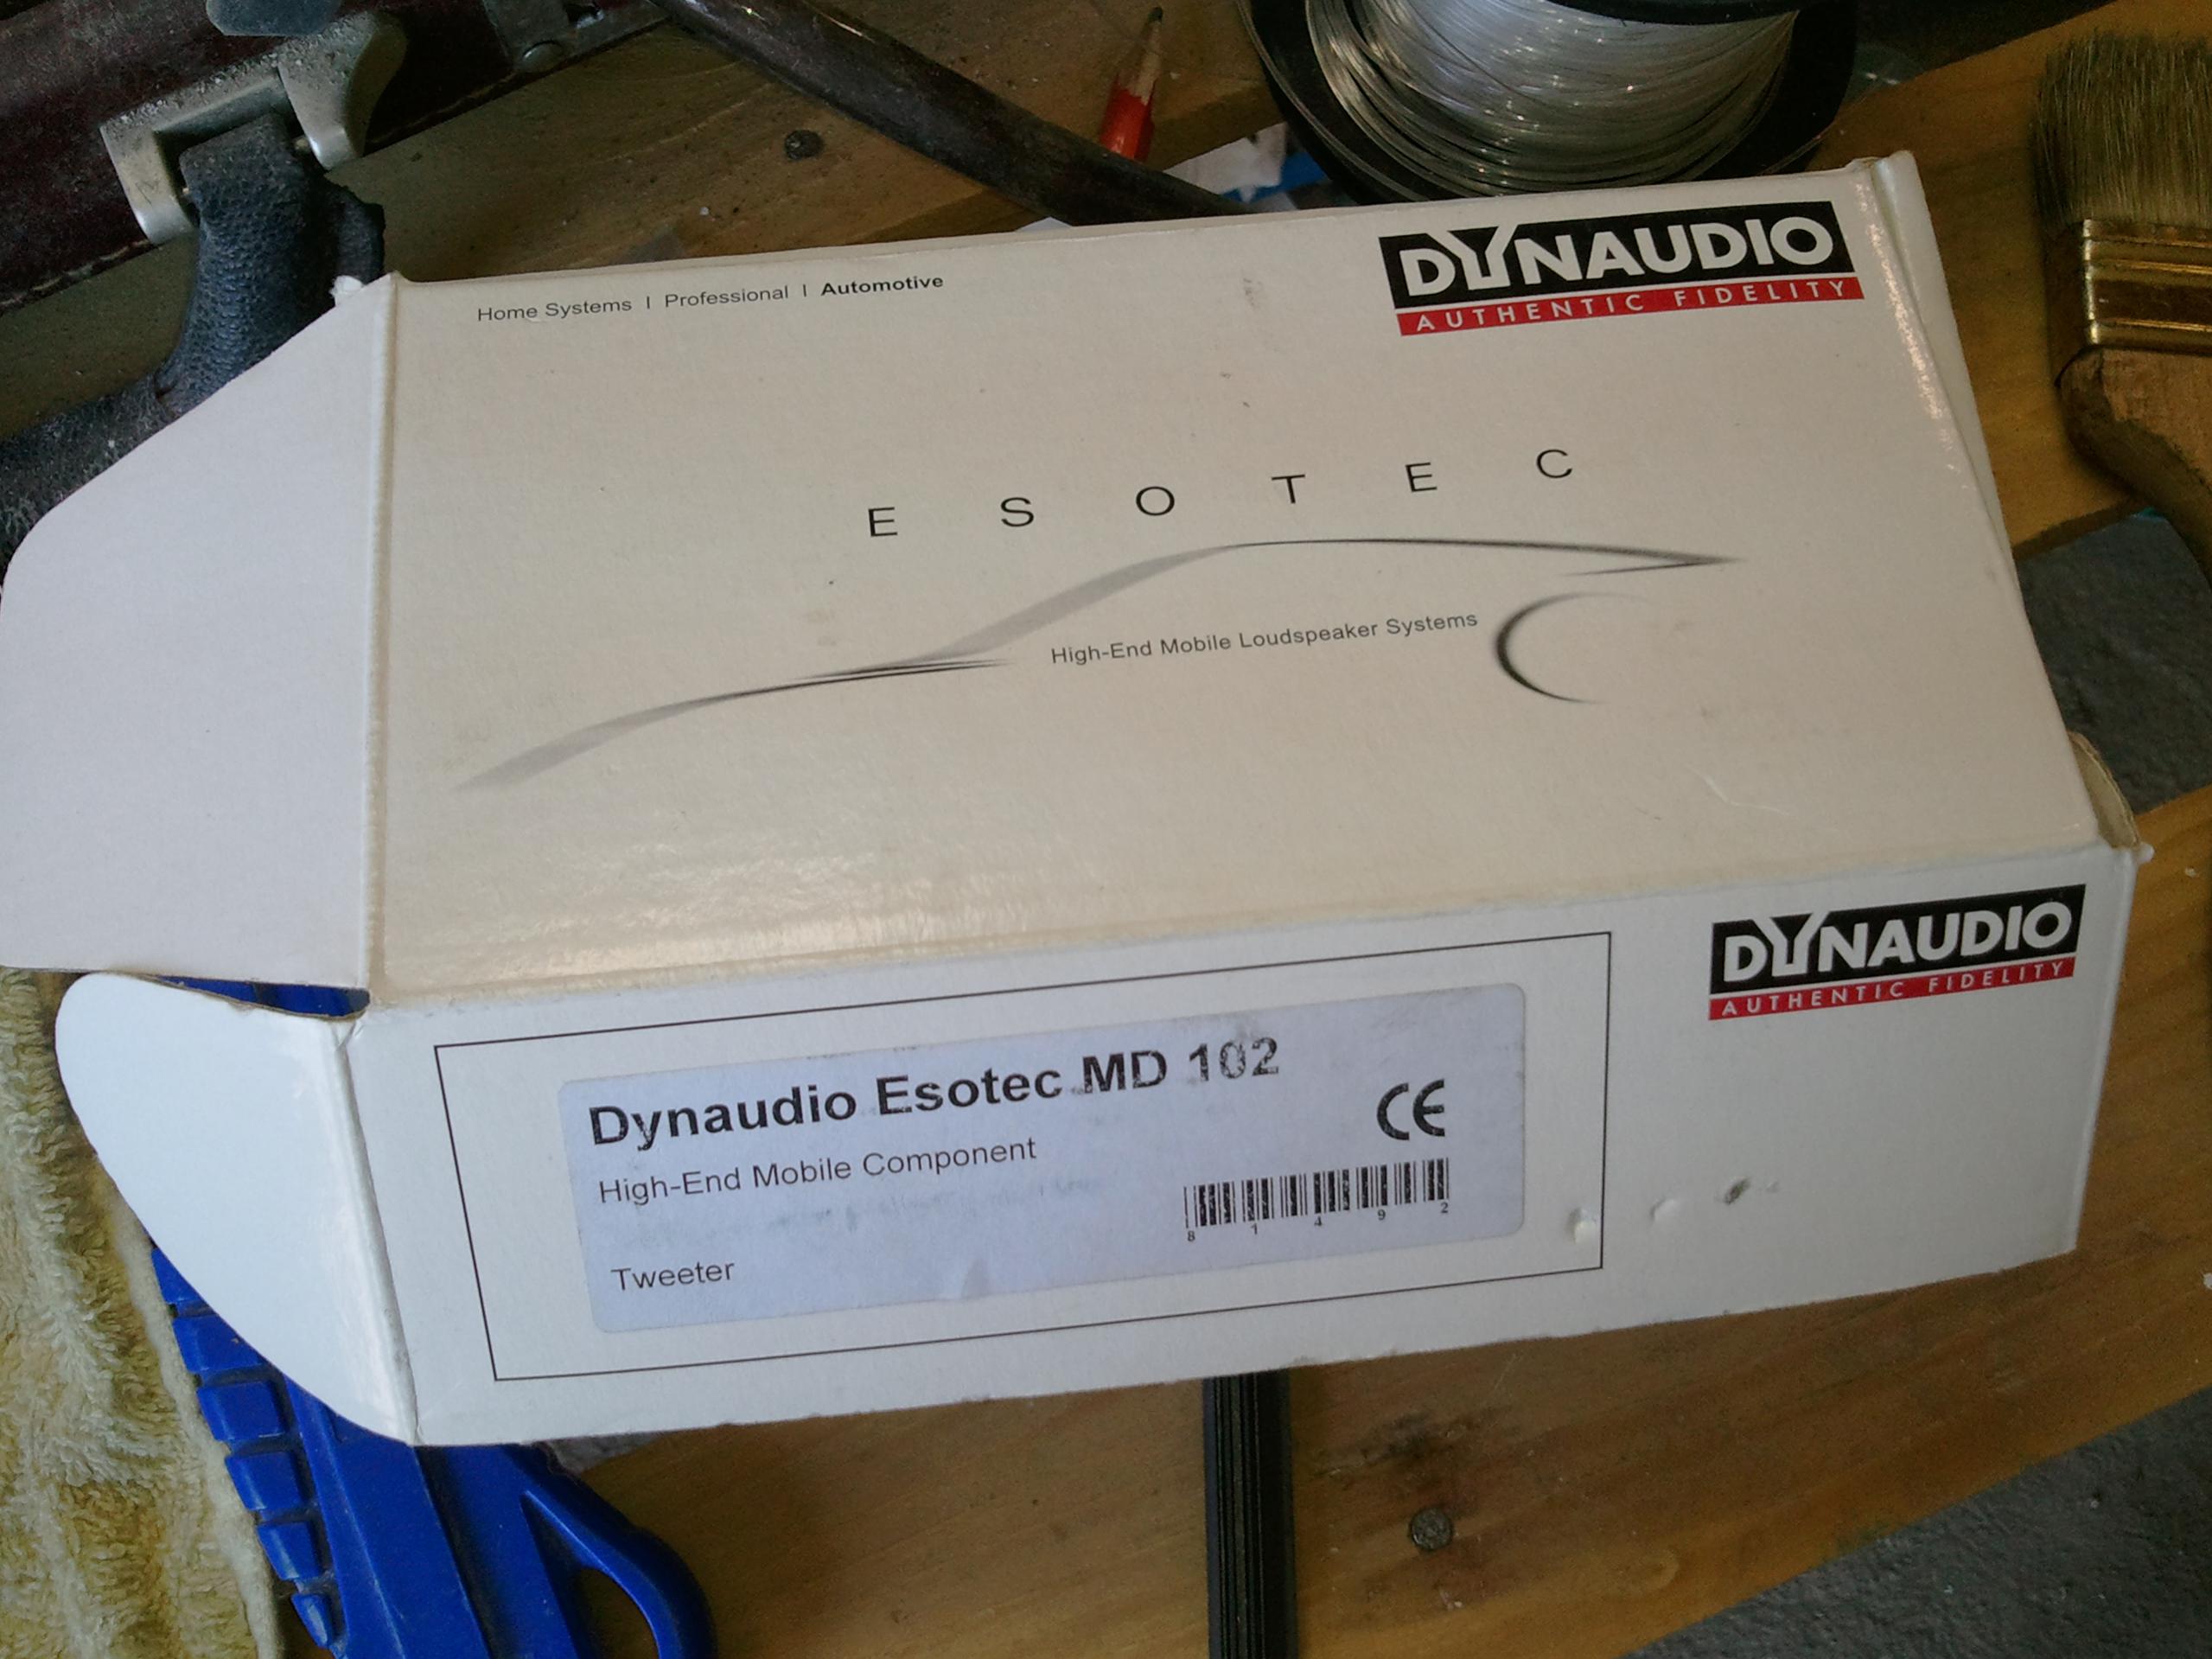 Home Systems | Professional | Automotive
DYNAUDIO
AUTHENTIC FIDELITY
ESOTEC
High-End Mobile Loudspeaker Systems
DYNAUDIO
AUTHENTIC FIDELITY
Dynaudio Esotec MD 102
High-End Mobile Component
CE
Tweeter
8 1 4 9 2